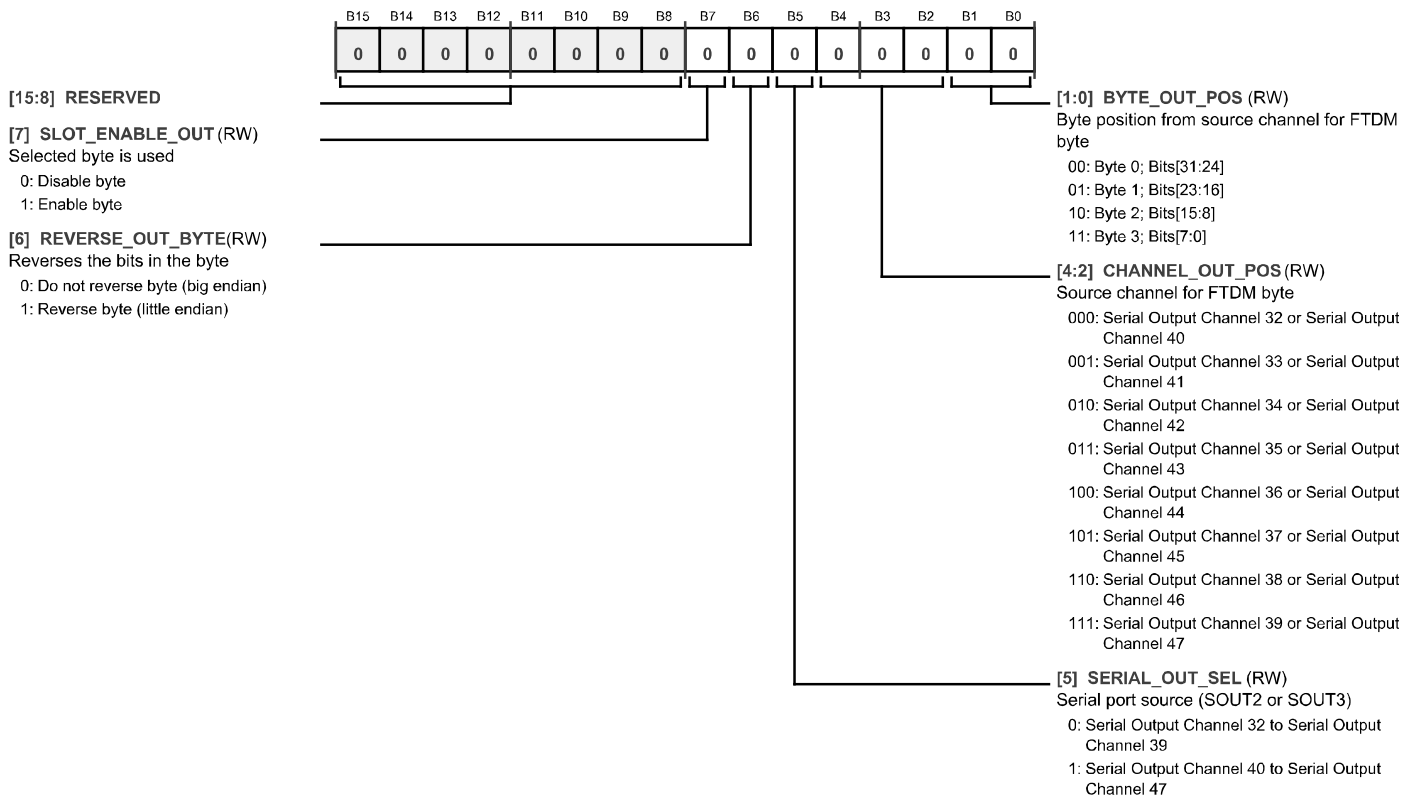 B15 B14 B13 B12 B11 B10 B9 B8 B7 B6 B5 B4 B3 B2 B1 B0
0 0 0 0 0 0 0 0 0 0 0 0 0 0 0 0
[15:8] RESERVED
[7] SLOT_ENABLE_OUT (RW)
Selected byte is used
0: Disable byte
1: Enable byte
[6] REVERSE_OUT_BYTE(RW)
Reverses the bits in the byte
0: Do not reverse byte (big endian)
1: Reverse byte (little endian)
[1:0] BYTE_OUT_POS (RW)
Byte position from source channel for FTDM
byte
00: Byte 0; Bits[31:24]
01: Byte 1; Bits[23:16]
10: Byte 2; Bits[15:8]
11: Byte 3; Bits[7:0]
[4:2] CHANNEL_OUT_POS (RW)
Source channel for FTDM byte
000: Serial Output Channel 32 or Serial Output
Channel 40
001: Serial Output Channel 33 or Serial Output
Channel 41
010: Serial Output Channel 34 or Serial Output
Channel 42
011: Serial Output Channel 35 or Serial Output
Channel 43
100: Serial Output Channel 36 or Serial Output
Channel 44
101: Serial Output Channel 37 or Serial Output
Channel 45
110: Serial Output Channel 38 or Serial Output
Channel 46
111: Serial Output Channel 39 or Serial Output
Channel 47
[5] SERIAL_OUT_SEL (RW)
Serial port source (SOUT2 or SOUT3)
0: Serial Output Channel 32 to Serial Output
Channel 39
1: Serial Output Channel 40 to Serial Output
Channel 47